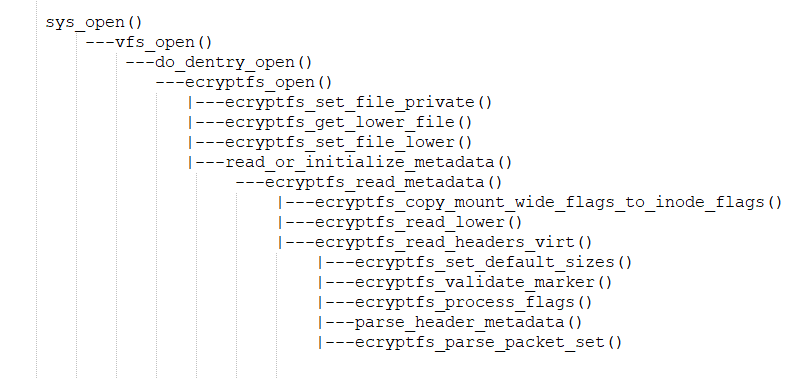 sys_open()
---vfs_open()
---do_dentry_open()
---ecryptfs_open()
|---ecryptfs_set_file_private()
|---ecryptfs_get_lower_file()
|---ecryptfs_set_file_lower()
|---read_or_initialize_metadata()
---ecryptfs_read_metadata()
|---ecryptfs_copy_mount_wide_flags_to_inode_flags()
|---ecryptfs_read_lower()
|---ecryptfs_read_headers_virt()
|---ecryptfs_set_default_sizes()
|---ecryptfs_validate_marker()
|---ecryptfs_process_flags()
|---parse_header_metadata()
|---ecryptfs_parse_packet_set()